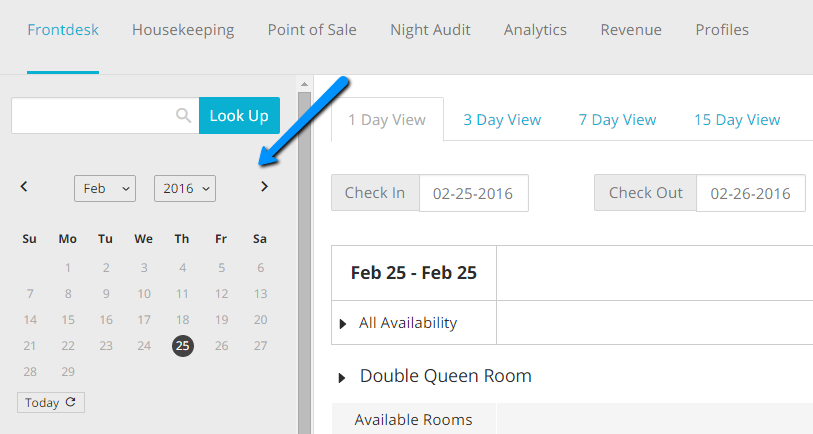 Frontdesk Housekeeping Point of Sale Night Audit Analytics Revenue Profiles
Look Up
Feb 2016
Su Mo Tu We Th Fr Sa
1 2 3 4 5 6
7 8 9 10 11 12 13
14 15 16 17 18 19 20
21 22 23 24 25 26 27
28 29
Today
1 Day View 3 Day View 7 Day View 15 Day View
Check In 02-25-2016 Check Out 02-26-2016
Feb 25 - Feb 25
All Availability
Double Queen Room
Available Rooms